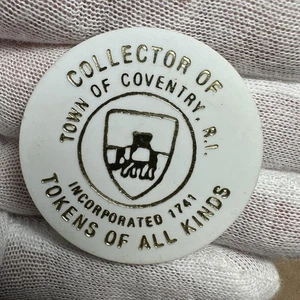 COLLECTOR OF
TOWN OF COVENTRY, R.I.
INCORPORATED 1741
TOKENS OF ALL KINDS